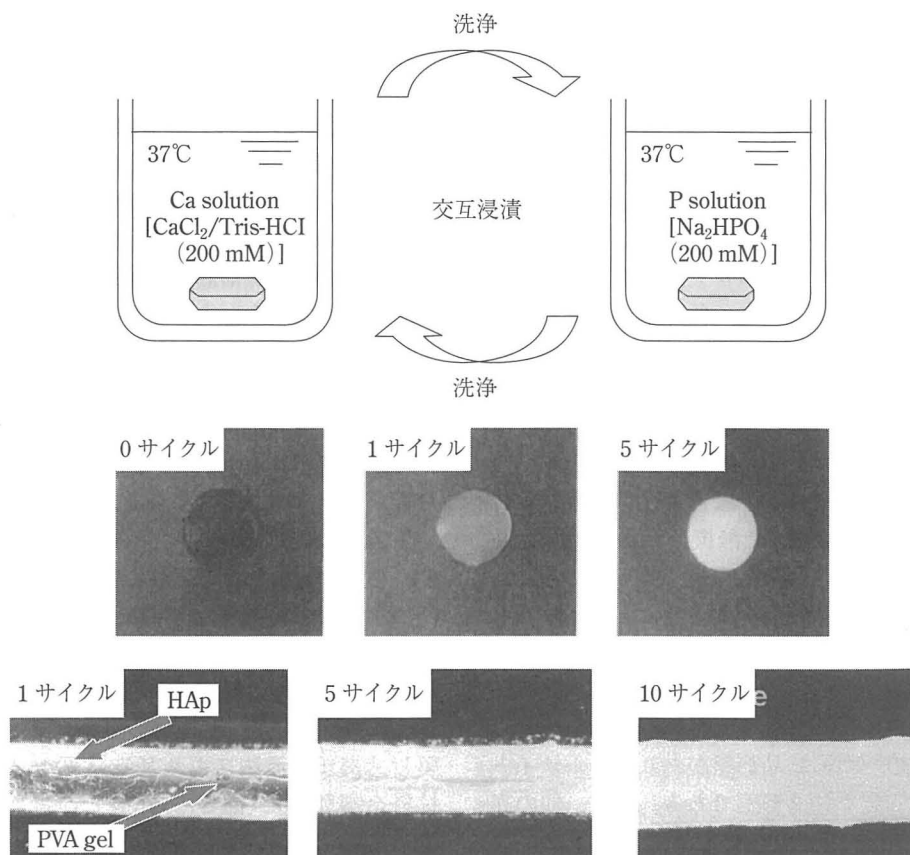 洗浄
37℃
Ca solution
[CaCl₂/Tris-HCl
(200 mM)]
交互浸漬
37℃
P solution
[Na₂HPO₄
(200 mM)]
洗浄
0 サイクル
1 サイクル
5 サイクル
1 サイクル
HAp
PVA gel
5 サイクル
10 サイクル
e